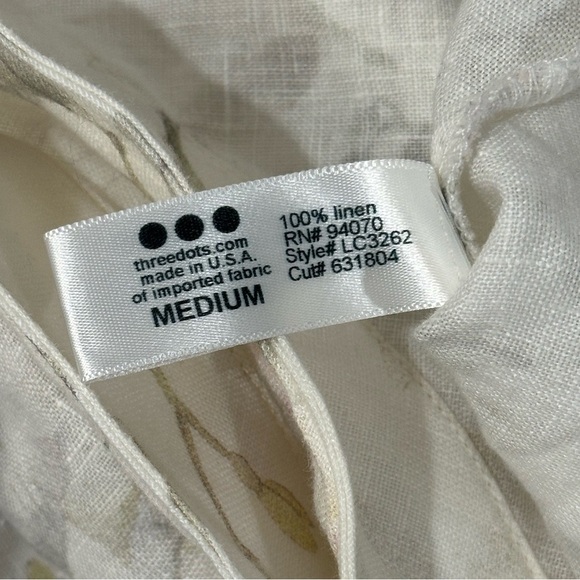 threedots.com
made in U.S.A.
of imported fabric
MEDIUM
100% linen
RN# 94070
Style# LC3262
Cut# 631804